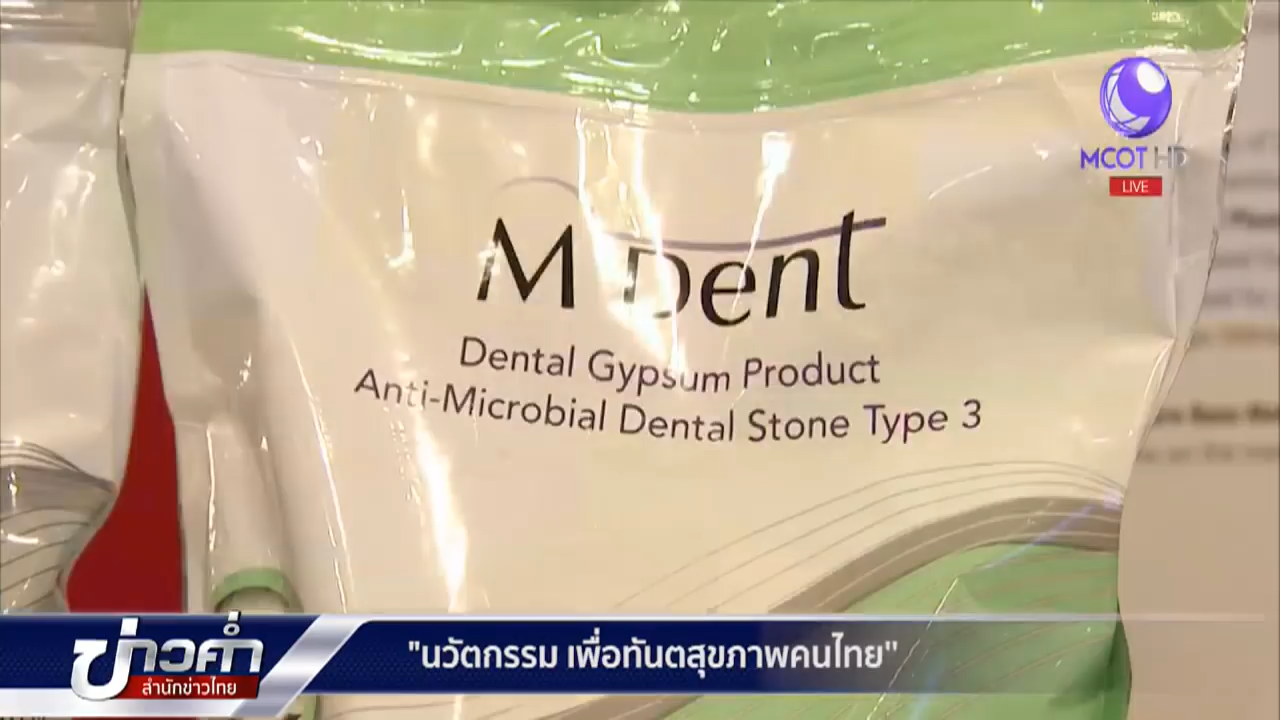 MCOT HD
LIVE
M Dent
Dental Gypsum Product
Anti-Microbial Dental Stone Type 3
ข่าวค่ำ
สำนักข่าวไทย
"นวัตกรรม เพื่อทันตสุขภาพคนไทย"